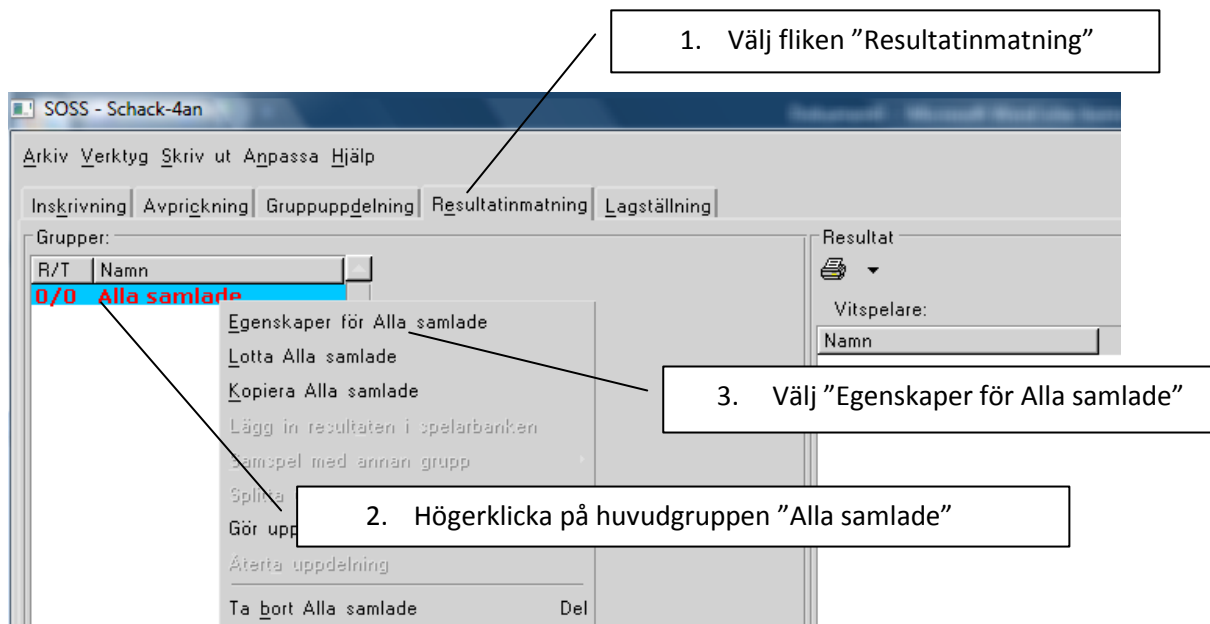 1. Välj fliken ”Resultatinmatning”
SOSS - Schack-4an
Arkiv Verktyg Skriv ut Anpassa Hjälp
Inskrivning Avprickning Gruppuppdelning Resultatinmatning Lagställning
Grupper:
R/T Namn
0/0 Alla samlade
Egenskaper för Alla samlade
Lotta Alla samlade
Kopiera Alla samlade
Lägg in resultaten i spelarbanken
Samspel med annan grupp
Splitta
Gör upp
Återta uppdelning
Ta bort Alla samlade Del
Resultat
Vitspelare:
Namn
3. Välj ”Egenskaper för Alla samlade”
2. Högerklicka på huvudgruppen ”Alla samlade”